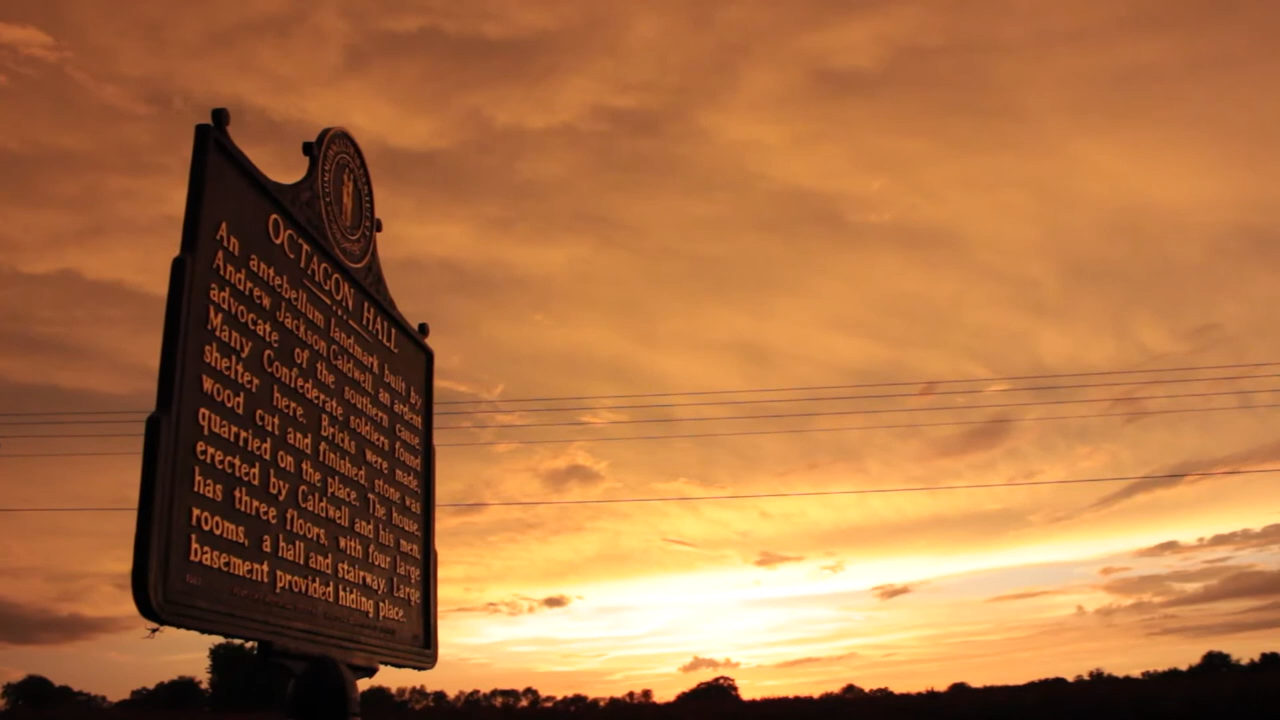 OCTAGON HALL
An antebellum landmark built by
Andrew Jackson Caldwell, an ardent
advocate of the southern cause.
Many Confederate soldiers found
shelter here. Bricks were made,
wood cut and finished, stone was
quarried on the place. The house,
erected by Caldwell and his men,
has three floors, with four large
rooms, a hall and stairway. Large
basement provided hiding place.